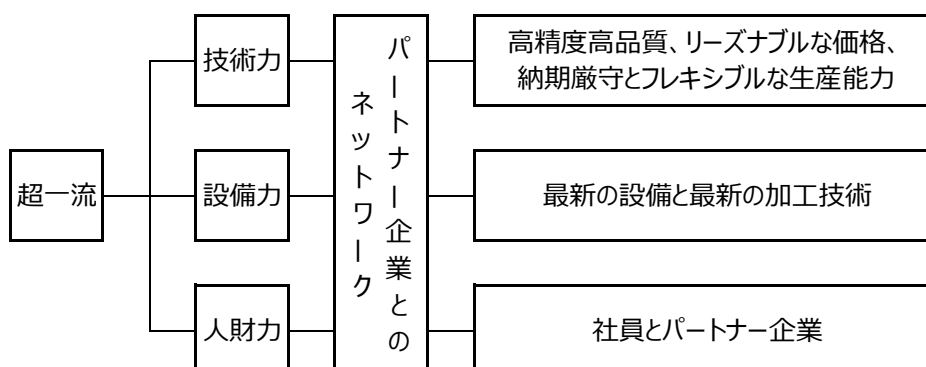 超一流
技術力
設備力
人財力
パートナー企業との
ネットワーク
高精度高品質、リーズナブルな価格、
納期厳守とフレキシブルな生産能力
最新の設備と最新の加工技術
社員とパートナー企業